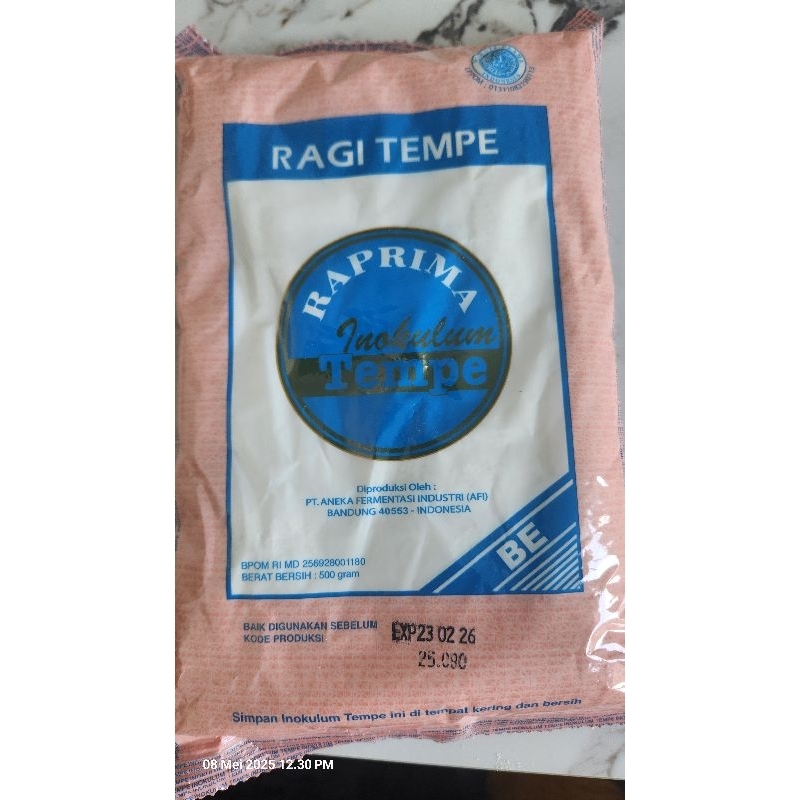 RAGI TEMPE
RAPRIMA
Inokulum
Tempe
Diproduksi Oleh :
PT. ANEKA FERMENTASI INDUSTRI (AFI)
BANDUNG 40553 - INDONESIA
BE
BPOM RI MD 256928001180
BERAT BERSIH : 500 gram
BAIK DIGUNAKAN SEBELUM EXP23 02 26
KODE PRODUKSI 25.090
Simpan Inokulum Tempe ini di tempat kering dan bersih
08 Mei 2025 12.30 PM